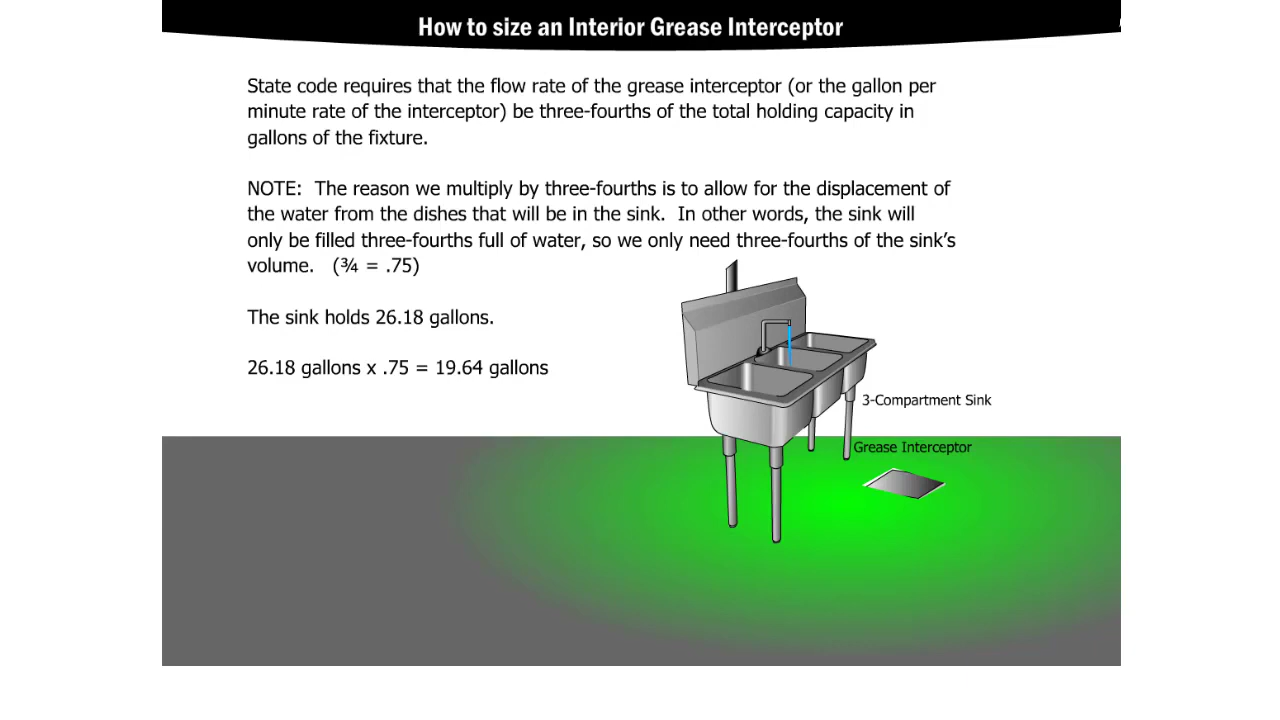 How to size an Interior Grease Interceptor
State code requires that the flow rate of the grease interceptor (or the gallon per
minute rate of the interceptor) be three-fourths of the total holding capacity in
gallons of the fixture.
NOTE:  The reason we multiply by three-fourths is to allow for the displacement of
the water from the dishes that will be in the sink.  In other words, the sink will
only be filled three-fourths full of water, so we only need three-fourths of the sink's
volume.   (¾ = .75)
The sink holds 26.18 gallons.
26.18 gallons x .75 = 19.64 gallons
3-Compartment Sink
Grease Interceptor